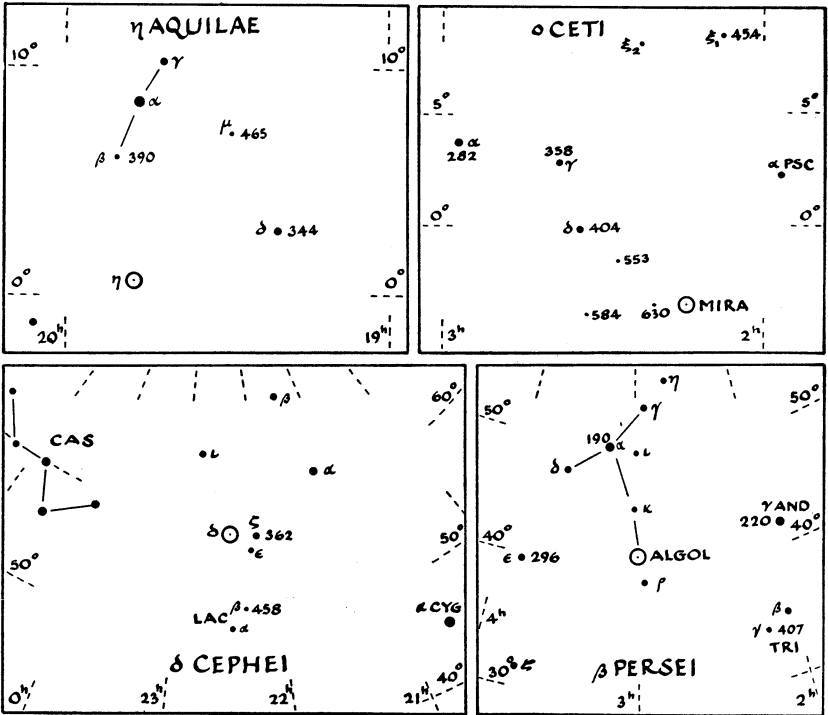 η AQUILAE
10° 10°
γ
α
μ 465
β 390
δ 344
0° η 0°
20ʰ 19ʰ
ο CETI
ξ₂ ξ₁ 454
5° 5°
α 282
358 γ
α PSC
0° 0°
δ 404
553
MIRA
584 630
3ʰ 2ʰ
β 60°
CAS
ι α
δ ζ 362
ε
50° 50°
β 458
LAC α
α CYG
δ CEPHEI
40°
0ʰ 23ʰ 22ʰ 21ʰ
η
50° γ 50°
190 α
ι
δ
κ
γ AND
220 40°
40°
ε 296
ALGOL
ρ
β
4ʰ
γ 407
TRI
30° ζ
β PERSEI
3ʰ 2ʰ